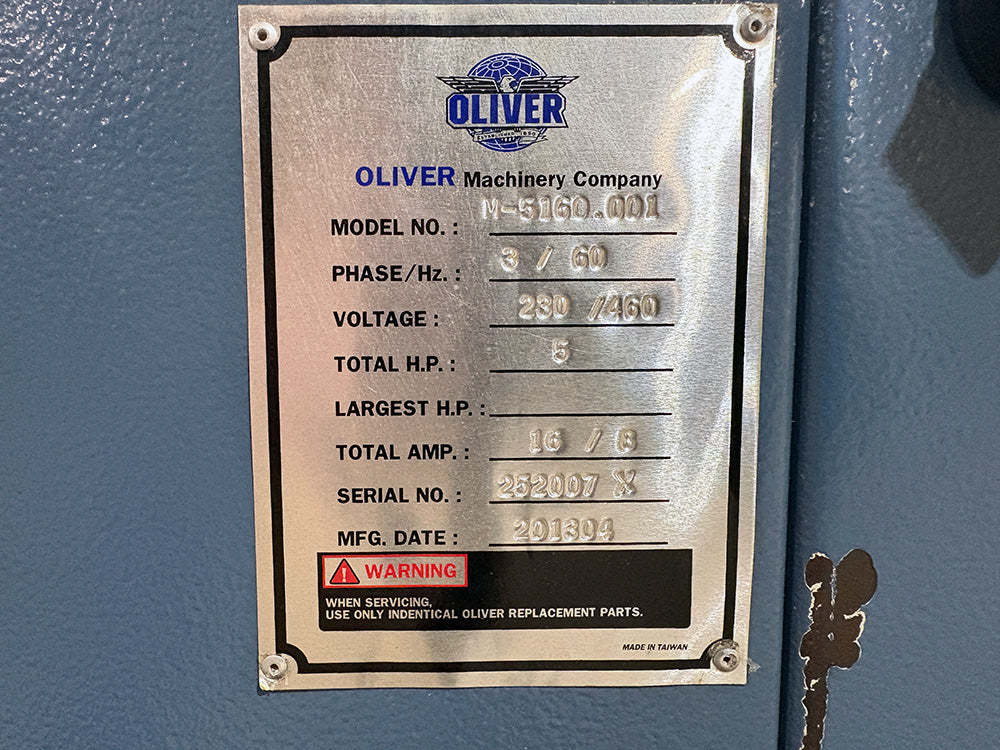 OLIVER
ESTABLISHED 1890
OLIVER Machinery Company
MODEL NO. : M-5160.001
PHASE/Hz. : 3 / 60
VOLTAGE : 230 /460
TOTAL H.P. : 5
LARGEST H.P. :
TOTAL AMP. : 16 / 8
SERIAL NO. : 252007 X
MFG. DATE : 201304
WARNING
WHEN SERVICING,
USE ONLY INDENTICAL OLIVER REPLACEMENT PARTS.
MADE IN TAIWAN